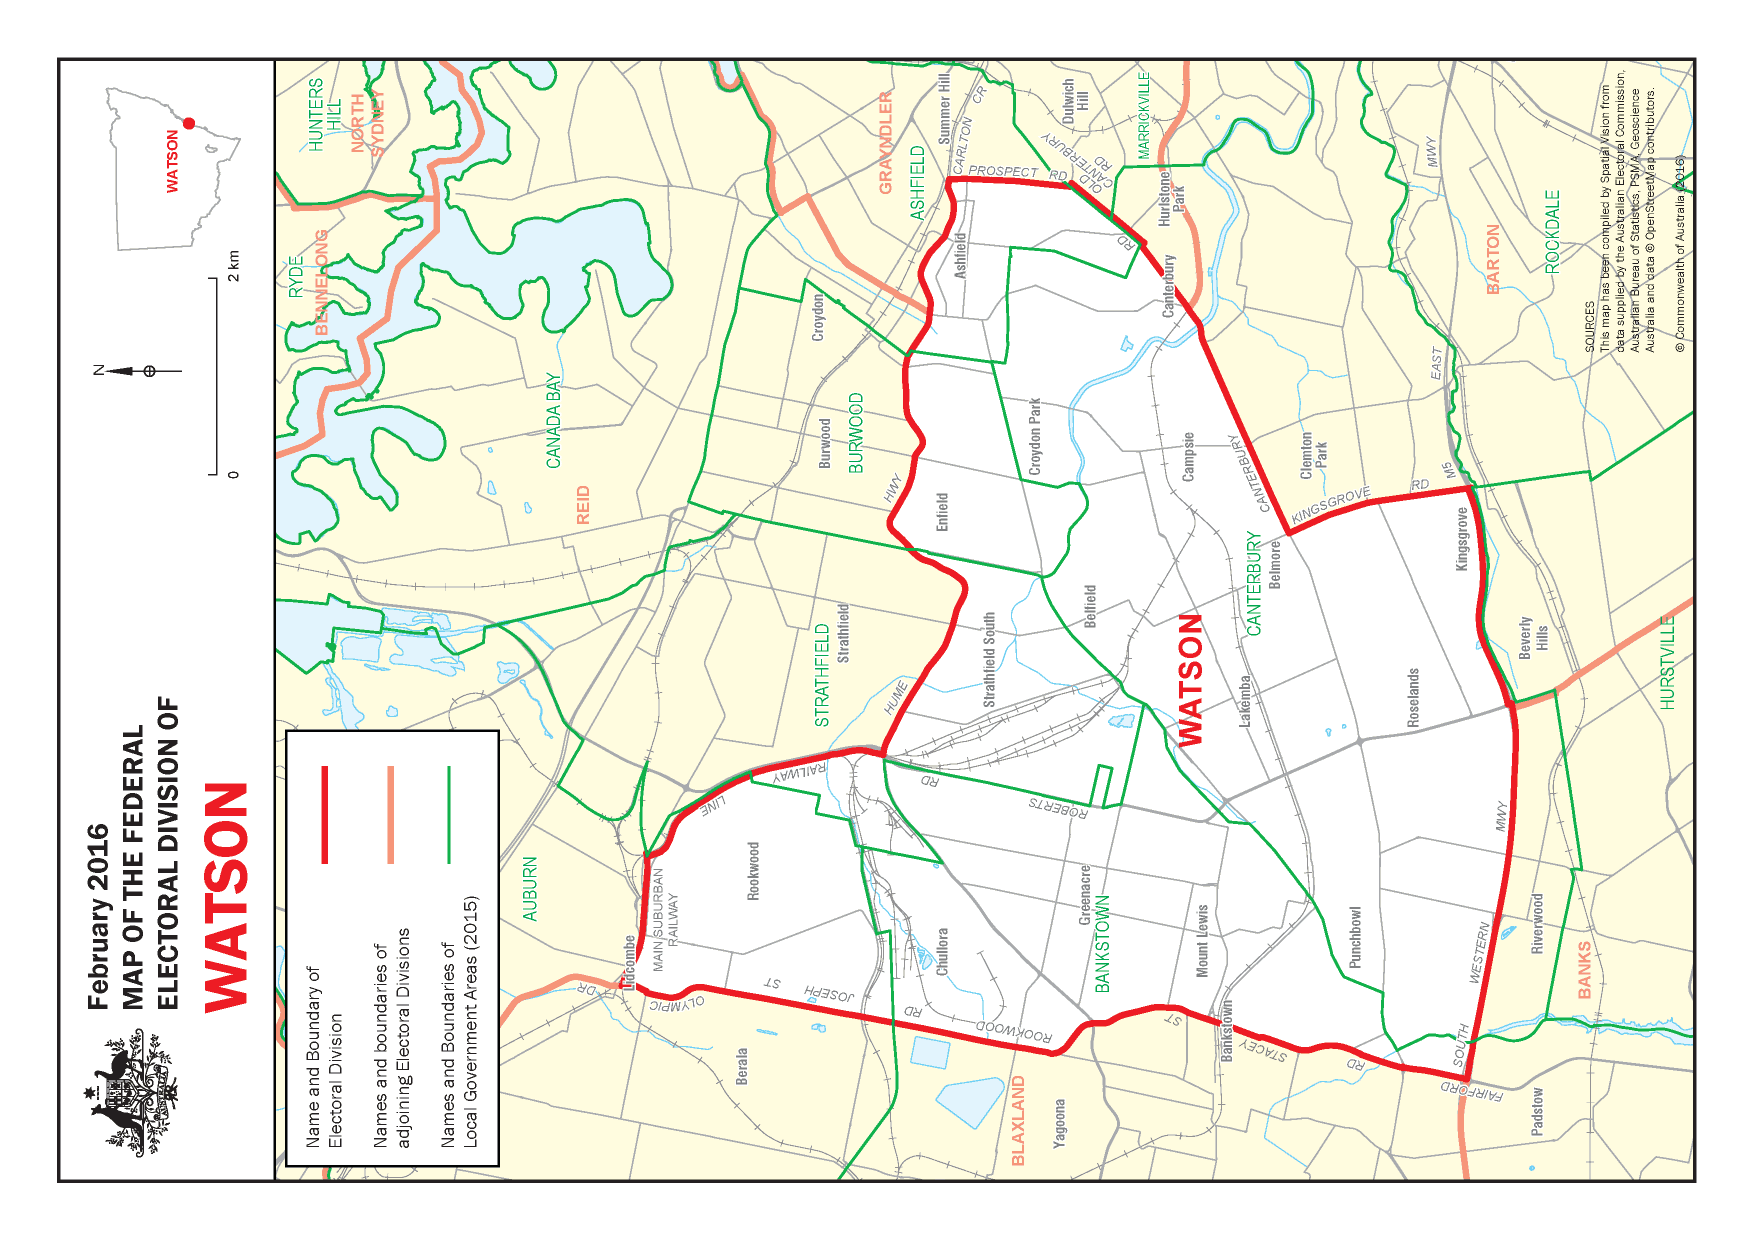 February 2016
MAP OF THE FEDERAL
ELECTORAL DIVISION OF
WATSON
N
0
2 km
WATSON
Name and Boundary of
Electoral Division
Names and boundaries of
adjoining Electoral Divisions
Names and Boundaries of
Local Government Areas (2015)
HUNTERS
HILL
NORTH
SYDNEY
RYDE
BENNELONG
CANADA BAY
REID
AUBURN
GRAYNDLER
ASHFIELD
Summer Hill
CARLTON
CR
PROSPECT RD
Dulwich
Hill
OLD
CANTERBURY
RD
MARRICKVILLE
Hurlstone
Park
Ashfield
RD
Canterbury
Croydon
Burwood
BURWOOD
HWY
Croydon Park
Enfield
Campsie
CANTERBURY
Clemton
Park
KINGSGROVE
RD
M5
EAST
MWY
BARTON
ROCKDALE
Kingsgrove
CANTERBURY
Belmore
Belfield
Strathfield
STRATHFIELD
Strathfield South
HUME
WATSON
Lakemba
Roselands
Beverly
Hills
HURSTVILLE
RAILWAY
LINE
RD
ROBERTS
Rookwood
MAIN SUBURBAN
RAILWAY
Lidcombe
DR
OLYMPIC
ST
JOSEPH
RD
ROOKWOOD
Chullora
Greenacre
BANKSTOWN
Mount Lewis
Punchbowl
MWY
WESTERN
SOUTH
Riverwood
BANKS
Berala
BLAXLAND
Yagoona
ST
Bankstown
STACEY
RD
FAIRFORD
Padstow
SOURCES
This map has been compiled by Spatial Vision from
data supplied by the Australian Electoral Commission,
Australian Bureau of Statistics, PSMA, Geoscience
Australia and data © OpenStreetMap contributors.
© Commonwealth of Australia (2016)